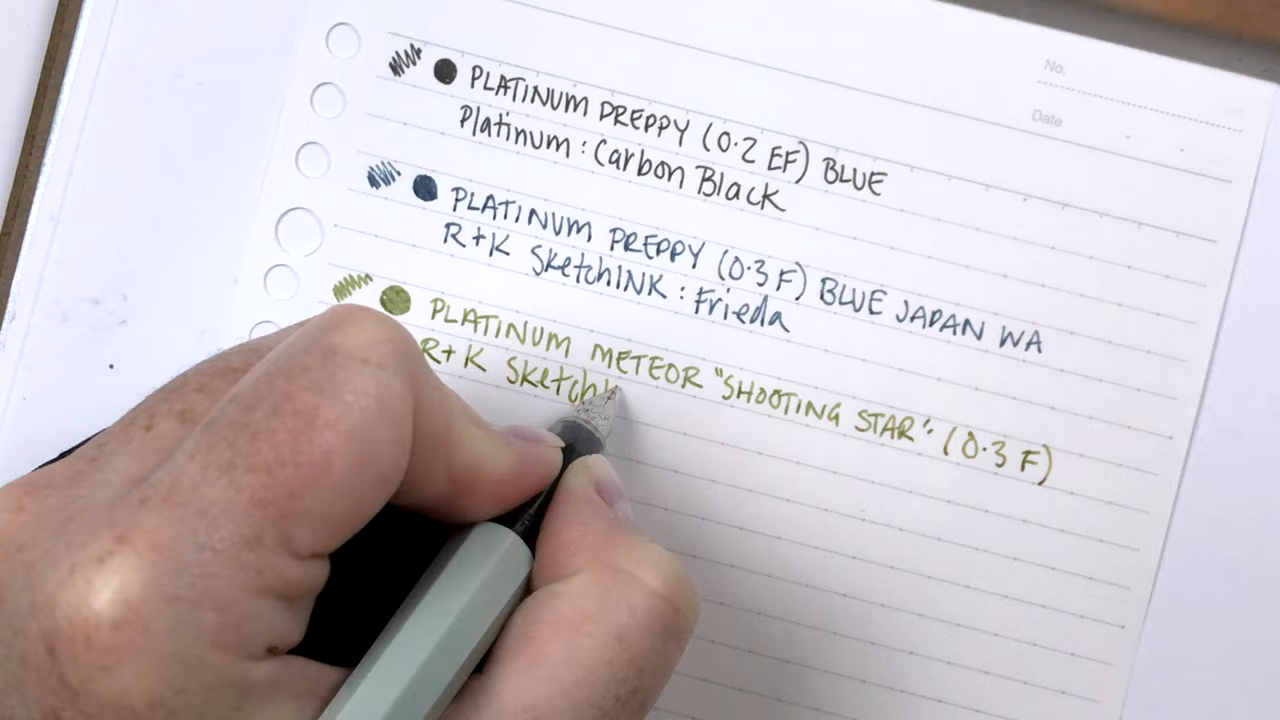 No.
Date
PLATINUM PREPPY (0.2 EF) BLUE
Platinum : Carbon Black
PLATINUM PREPPY (0.3 F) BLUE JAPAN WA
R+K SketchINK : Frieda
PLATINUM METEOR "SHOOTING STAR" (0.3 F)
R+K Sketch